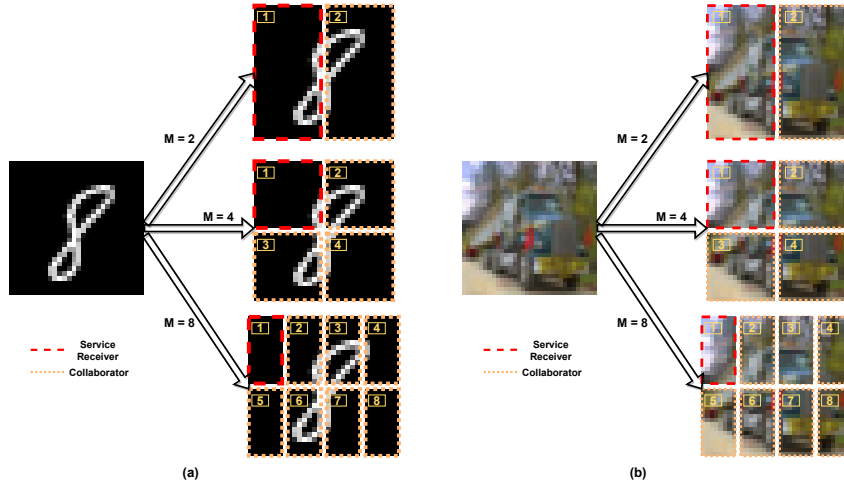 1 2
M = 2
1 2
M = 4
3 4
M = 8
1 2 3 4
Service
Receiver
Collaborator
5 6 7 8
(a)
1 2
M = 2
1 2
M = 4
3 4
M = 8
1 2 3 4
Service
Receiver
Collaborator
5 6 7 8
(b)